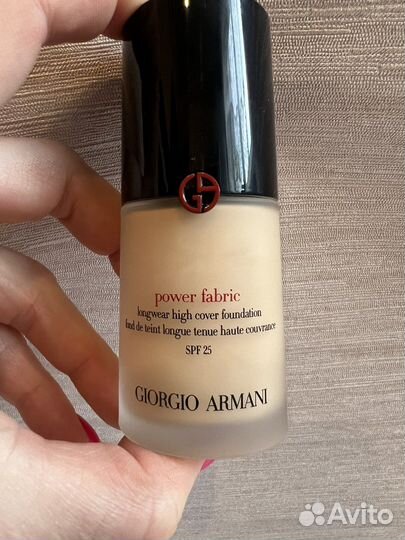 power fabric
longwear high cover foundation
fond de teint longue tenue haute couvrance
SPF 25
GIORGIO ARMANI
Avito